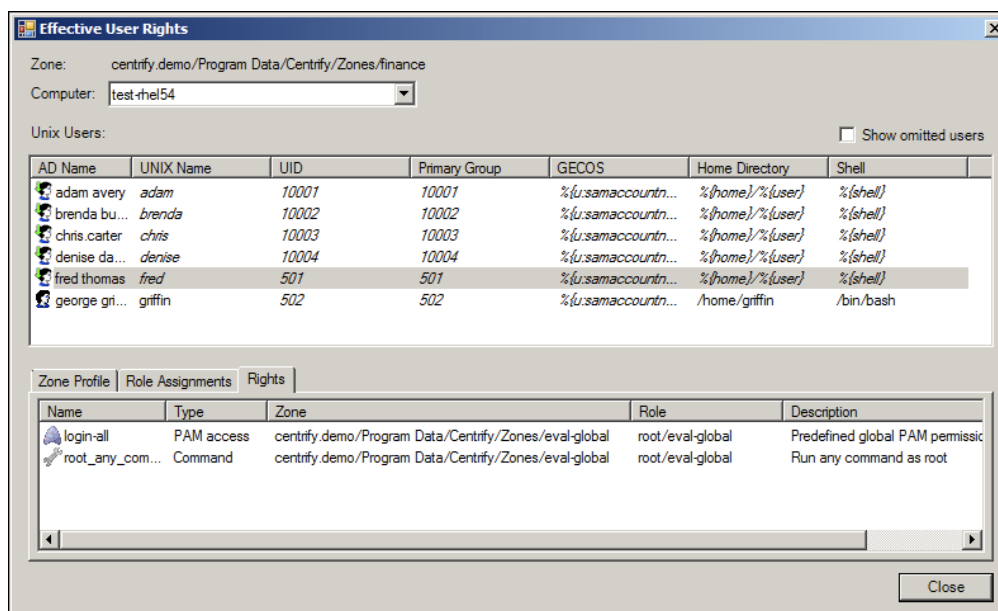 Effective User Rights
Zone: centrify.demo/Program Data/Centrify/Zones/finance
Computer: test-rhel54
Unix Users: Show omitted users
AD Name UNIX Name UID Primary Group GECOS Home Directory Shell
adam avery adam 10001 10001 %{u:samaccountn... %{home}/%{user} %{shell}
brenda bu... brenda 10002 10002 %{u:samaccountn... %{home}/%{user} %{shell}
chris.carter chris 10003 10003 %{u:samaccountn... %{home}/%{user} %{shell}
denise da... denise 10004 10004 %{u:samaccountn... %{home}/%{user} %{shell}
fred thomas fred 501 501 %{u:samaccountn... %{home}/%{user} %{shell}
george gri... griffin 502 502 %{u:samaccountn... /home/griffin /bin/bash
Zone Profile Role Assignments Rights
Name Type Zone Role Description
login-all PAM access centrify.demo/Program Data/Centrify/Zones/eval-global root/eval-global Predefined global PAM permissic
root_any_com... Command centrify.demo/Program Data/Centrify/Zones/eval-global root/eval-global Run any command as root
Close